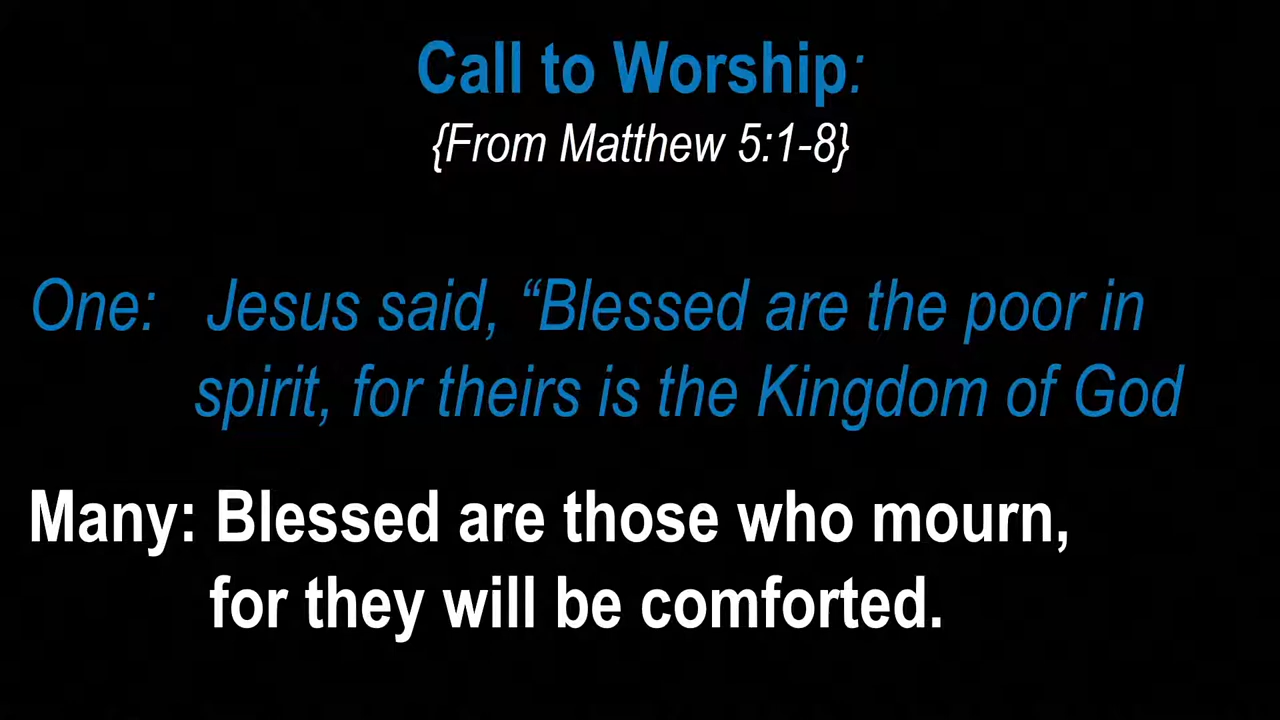 Call to Worship:
{From Matthew 5:1-8}
One: Jesus said, “Blessed are the poor in
spirit, for theirs is the Kingdom of God
Many: Blessed are those who mourn,
for they will be comforted.